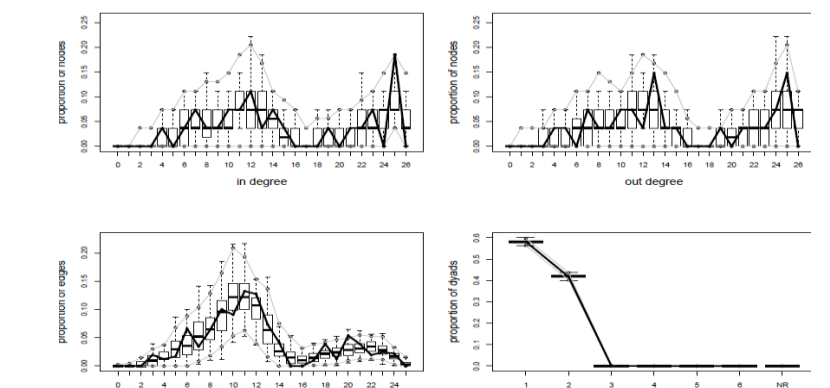 proportion of nodes
0.00 0.05 0.10 0.15 0.20 0.25
0 2 4 6 8 10 12 14 16 18 20 22 24 26
in degree
proportion of nodes
0.00 0.05 0.10 0.15 0.20 0.25
0 2 4 6 8 10 12 14 16 18 20 22 24 26
out degree
proportion of edges
0.00 0.05 0.10 0.15 0.20
0 2 4 6 8 10 12 14 16 18 20 22 24
proportion of dyads
0.0 0.1 0.2 0.3 0.4 0.5 0.6
1 2 3 4 5 6 NR